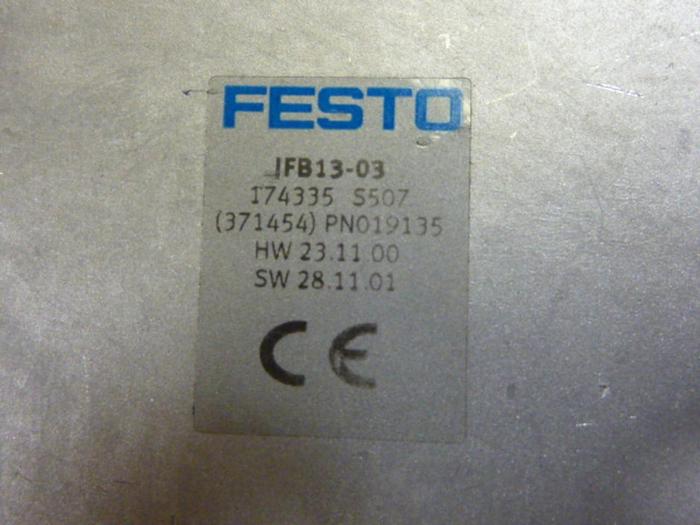 FESTO
IFB13-03
174335 S507
(371454) PN019135
HW 23.11.00
SW 28.11.01
CE